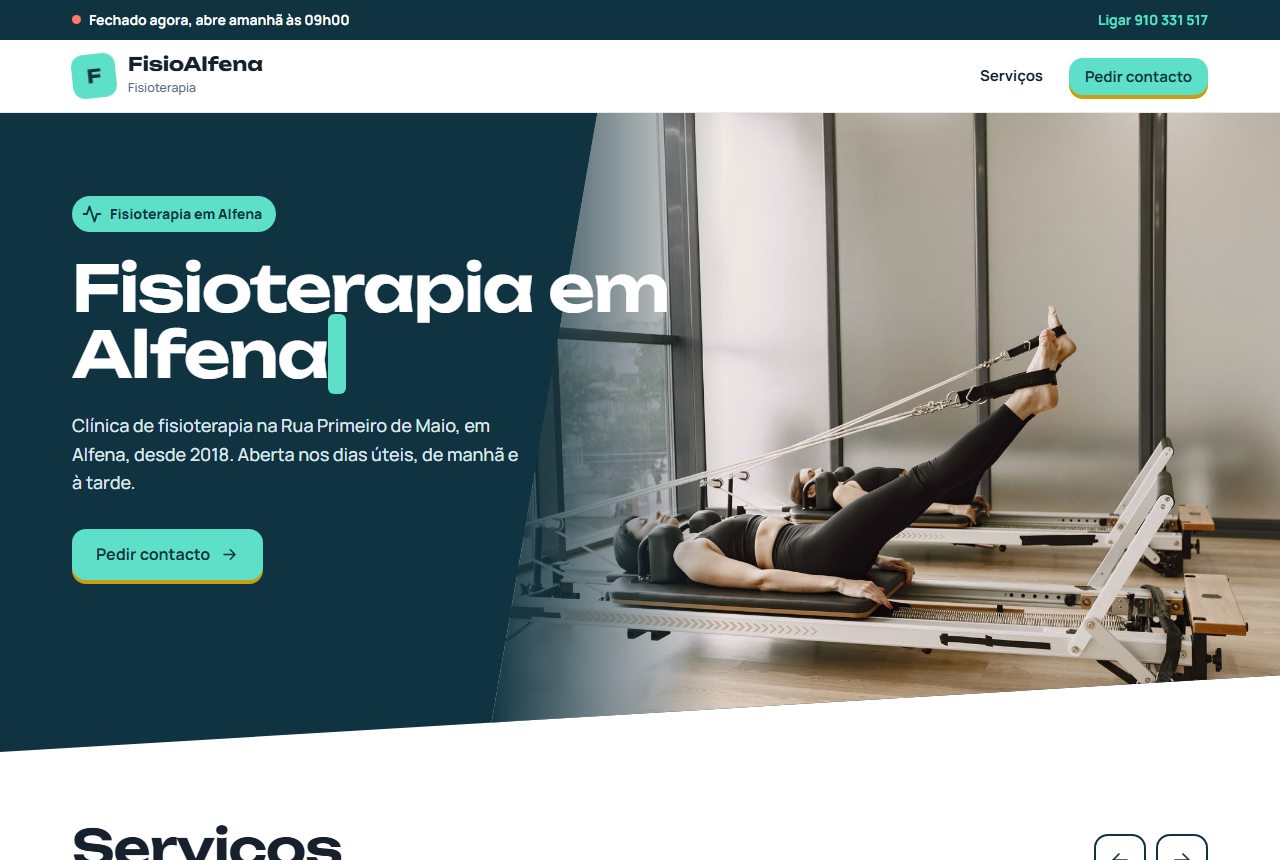 Fechado agora, abre amanhã às 09h00
Ligar 910 331 517
F
FisioAlfena
Fisioterapia
Serviços
Pedir contacto
Fisioterapia em Alfena
Fisioterapia em
Alfena
Clínica de fisioterapia na Rua Primeiro de Maio, em
Alfena, desde 2018. Aberta nos dias úteis, de manhã e
à tarde.
Pedir contacto
Serviços